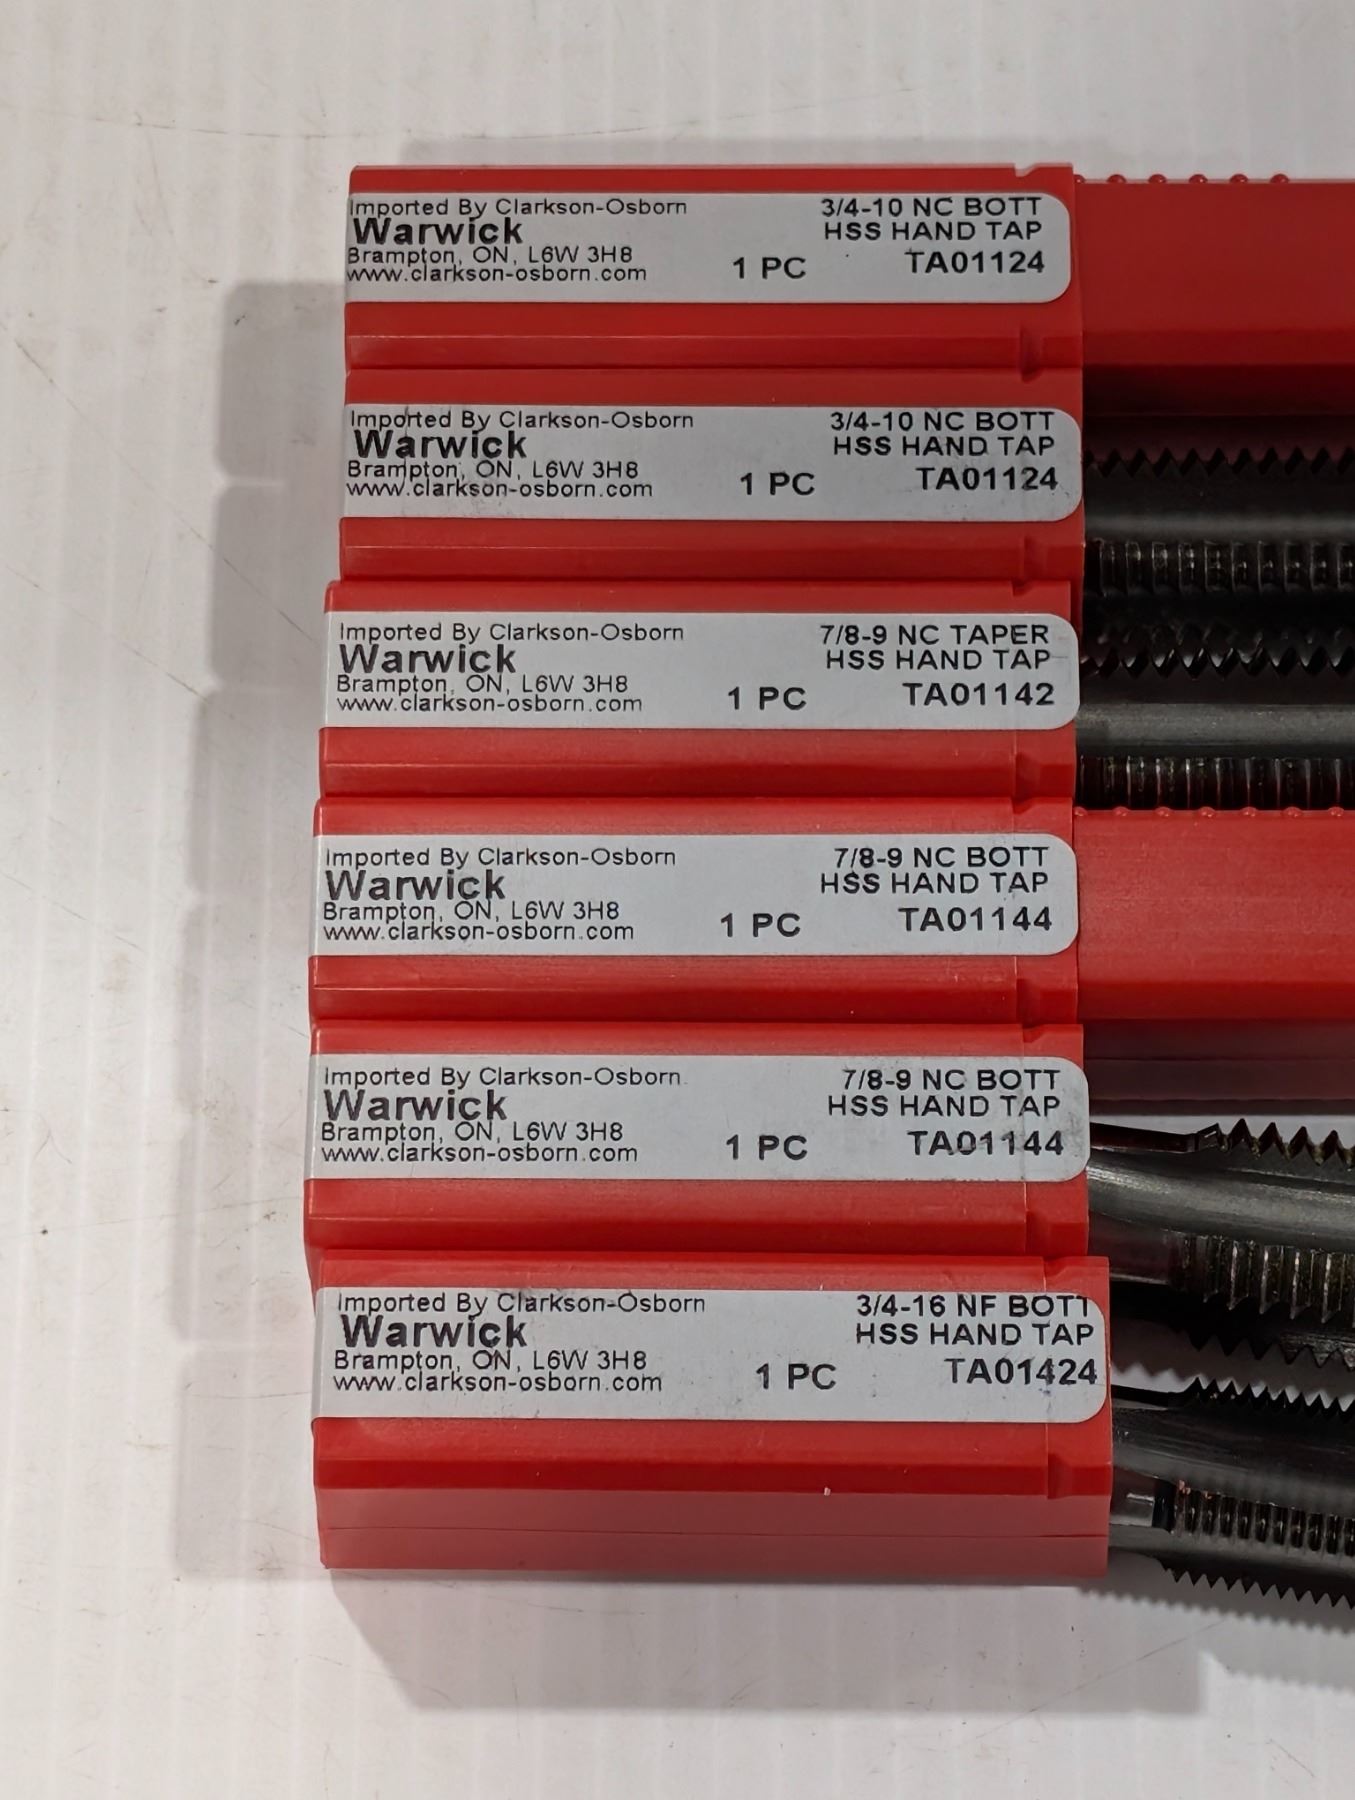 Imported By Clarkson-Osborn
Warwick
Brampton, ON, L6W 3H8
www.clarkson-osborn.com
1 PC
3/4-10 NC BOTT
HSS HAND TAP
TA01124
Imported By Clarkson-Osborn
Warwick
Brampton, ON, L6W 3H8
www.clarkson-osborn.com
1 PC
3/4-10 NC BOTT
HSS HAND TAP
TA01124
Imported By Clarkson-Osborn
Warwick
Brampton, ON, L6W 3H8
www.clarkson-osborn.com
1 PC
7/8-9 NC TAPER
HSS HAND TAP
TA01142
Imported By Clarkson-Osborn
Warwick
Brampton, ON, L6W 3H8
www.clarkson-osborn.com
1 PC
7/8-9 NC BOTT
HSS HAND TAP
TA01144
Imported By Clarkson-Osborn
Warwick
Brampton, ON, L6W 3H8
www.clarkson-osborn.com
1 PC
7/8-9 NC BOTT
HSS HAND TAP
TA01144
Imported By Clarkson-Osborn
Warwick
Brampton, ON, L6W 3H8
www.clarkson-osborn.com
1 PC
3/4-16 NF BOTT
HSS HAND TAP
TA01424